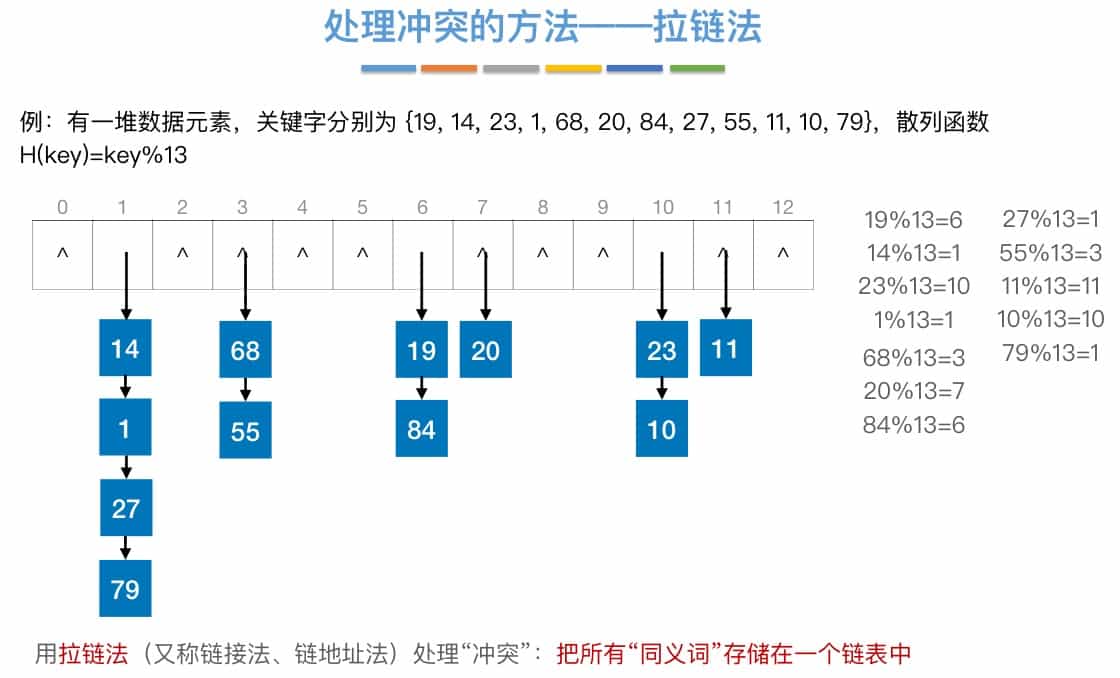 处理冲突的方法——拉链法
例：有一堆数据元素，关键字分别为 {19, 14, 23, 1, 68, 20, 84, 27, 55, 11, 10, 79}，散列函数
H(key)=key%13
0 1 2 3 4 5 6 7 8 9 10 11 12
^ ^ ^ ^ ^ ^ ^ ^ ^ ^
14 68 19 20 23 11
1 55 84 10
27
79
19%13=6 27%13=1
14%13=1 55%13=3
23%13=10 11%13=11
1%13=1 10%13=10
68%13=3 79%13=1
20%13=7
84%13=6
用拉链法（又称链接法、链地址法）处理“冲突”：把所有“同义词”存储在一个链表中